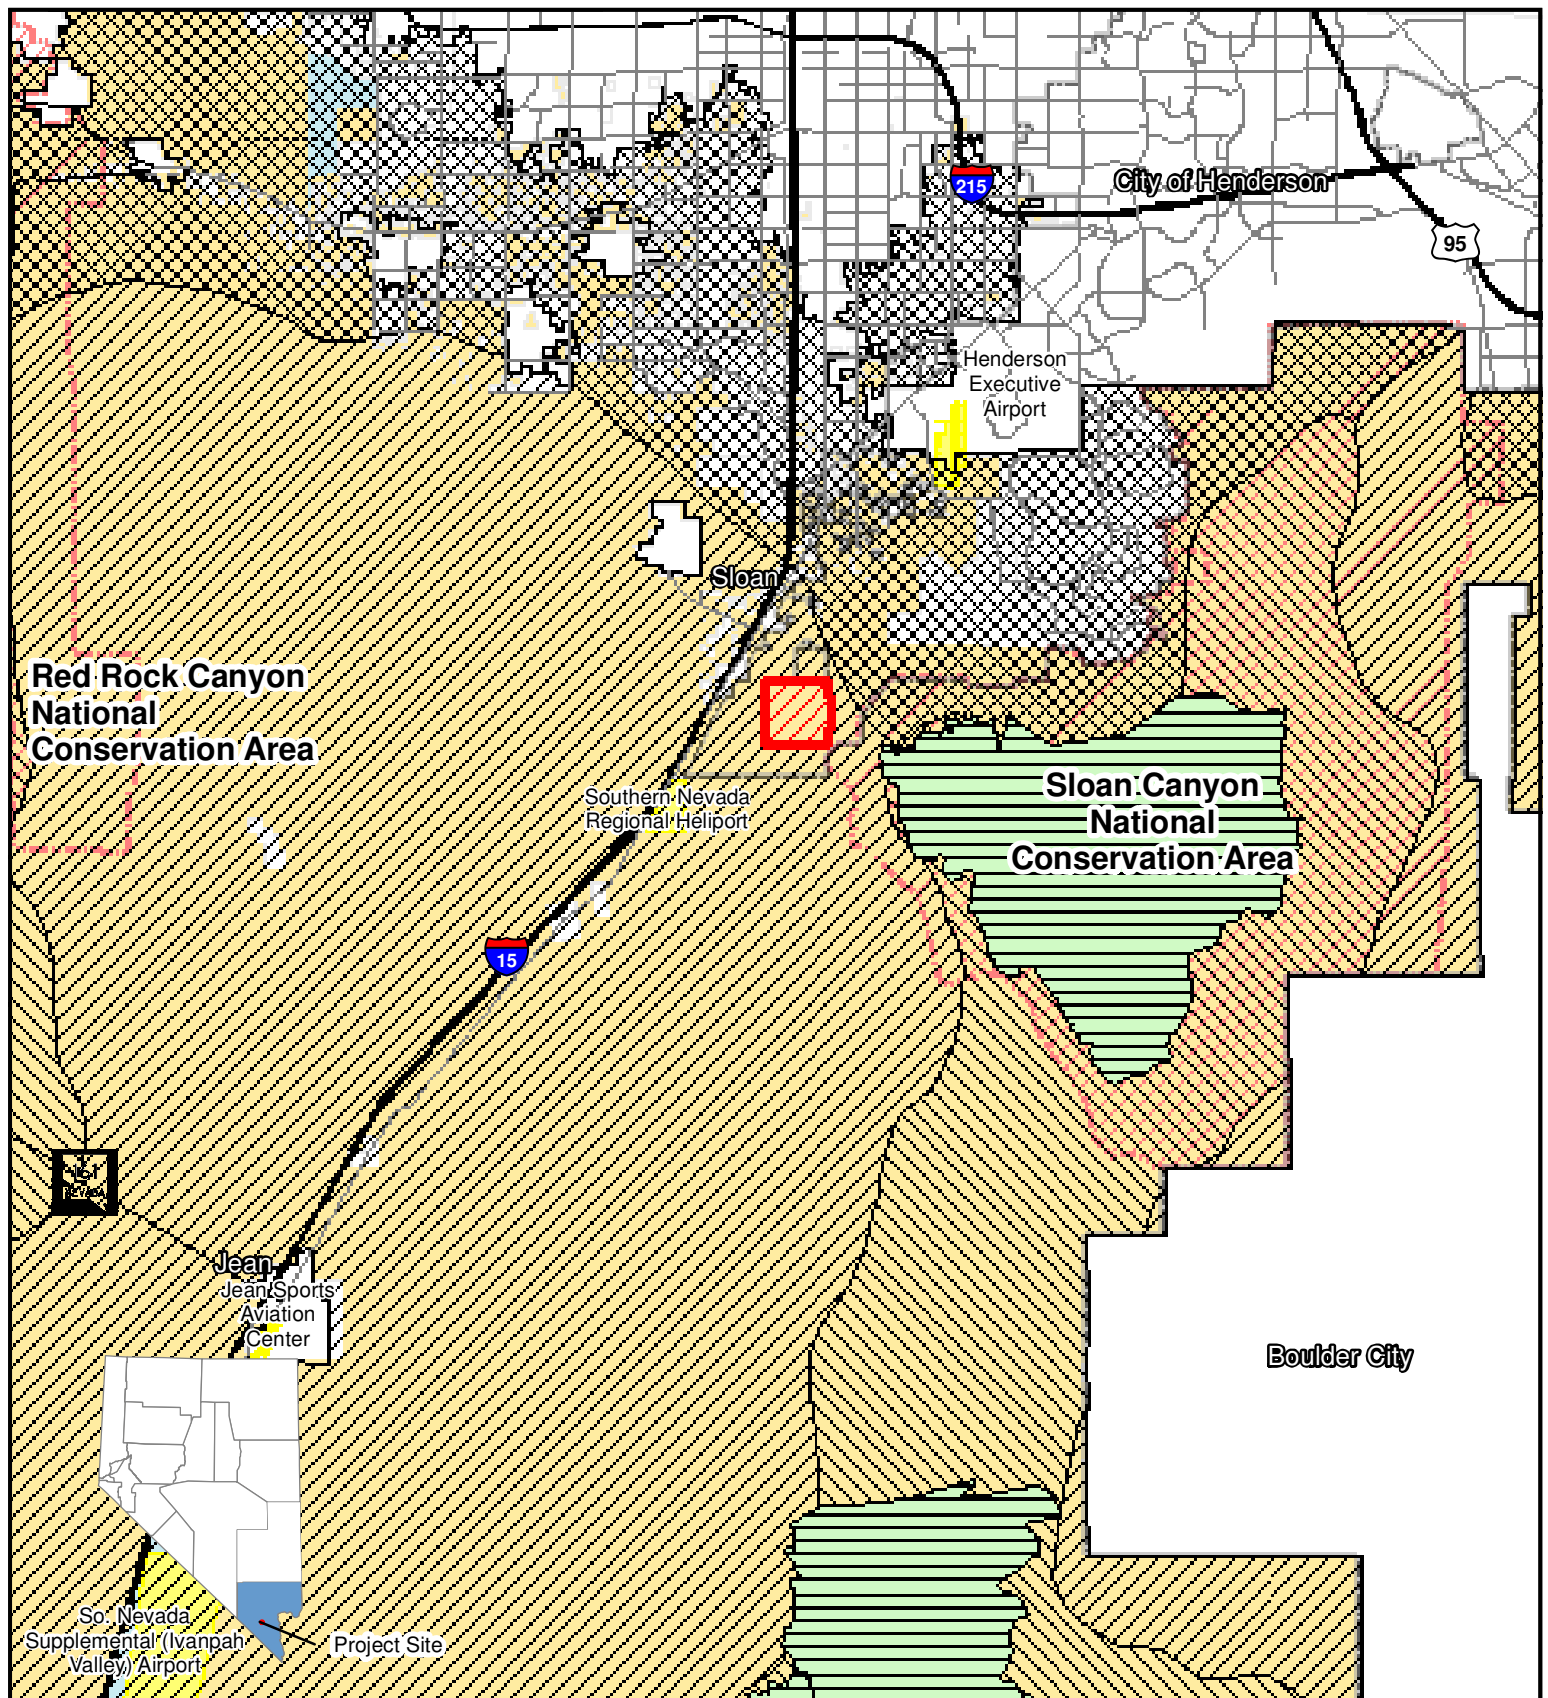 215
City of Henderson
95
Henderson
Executive
Airport
Sloan
Red Rock Canyon
National
Conservation Area
Sloan Canyon
National
Conservation Area
Southern Nevada
Regional Heliport
15
161
NEVADA
Jean
Jean Sports
Aviation
Center
Boulder City
So. Nevada
Supplemental (Ivanpah
Valley) Airport
Project Site